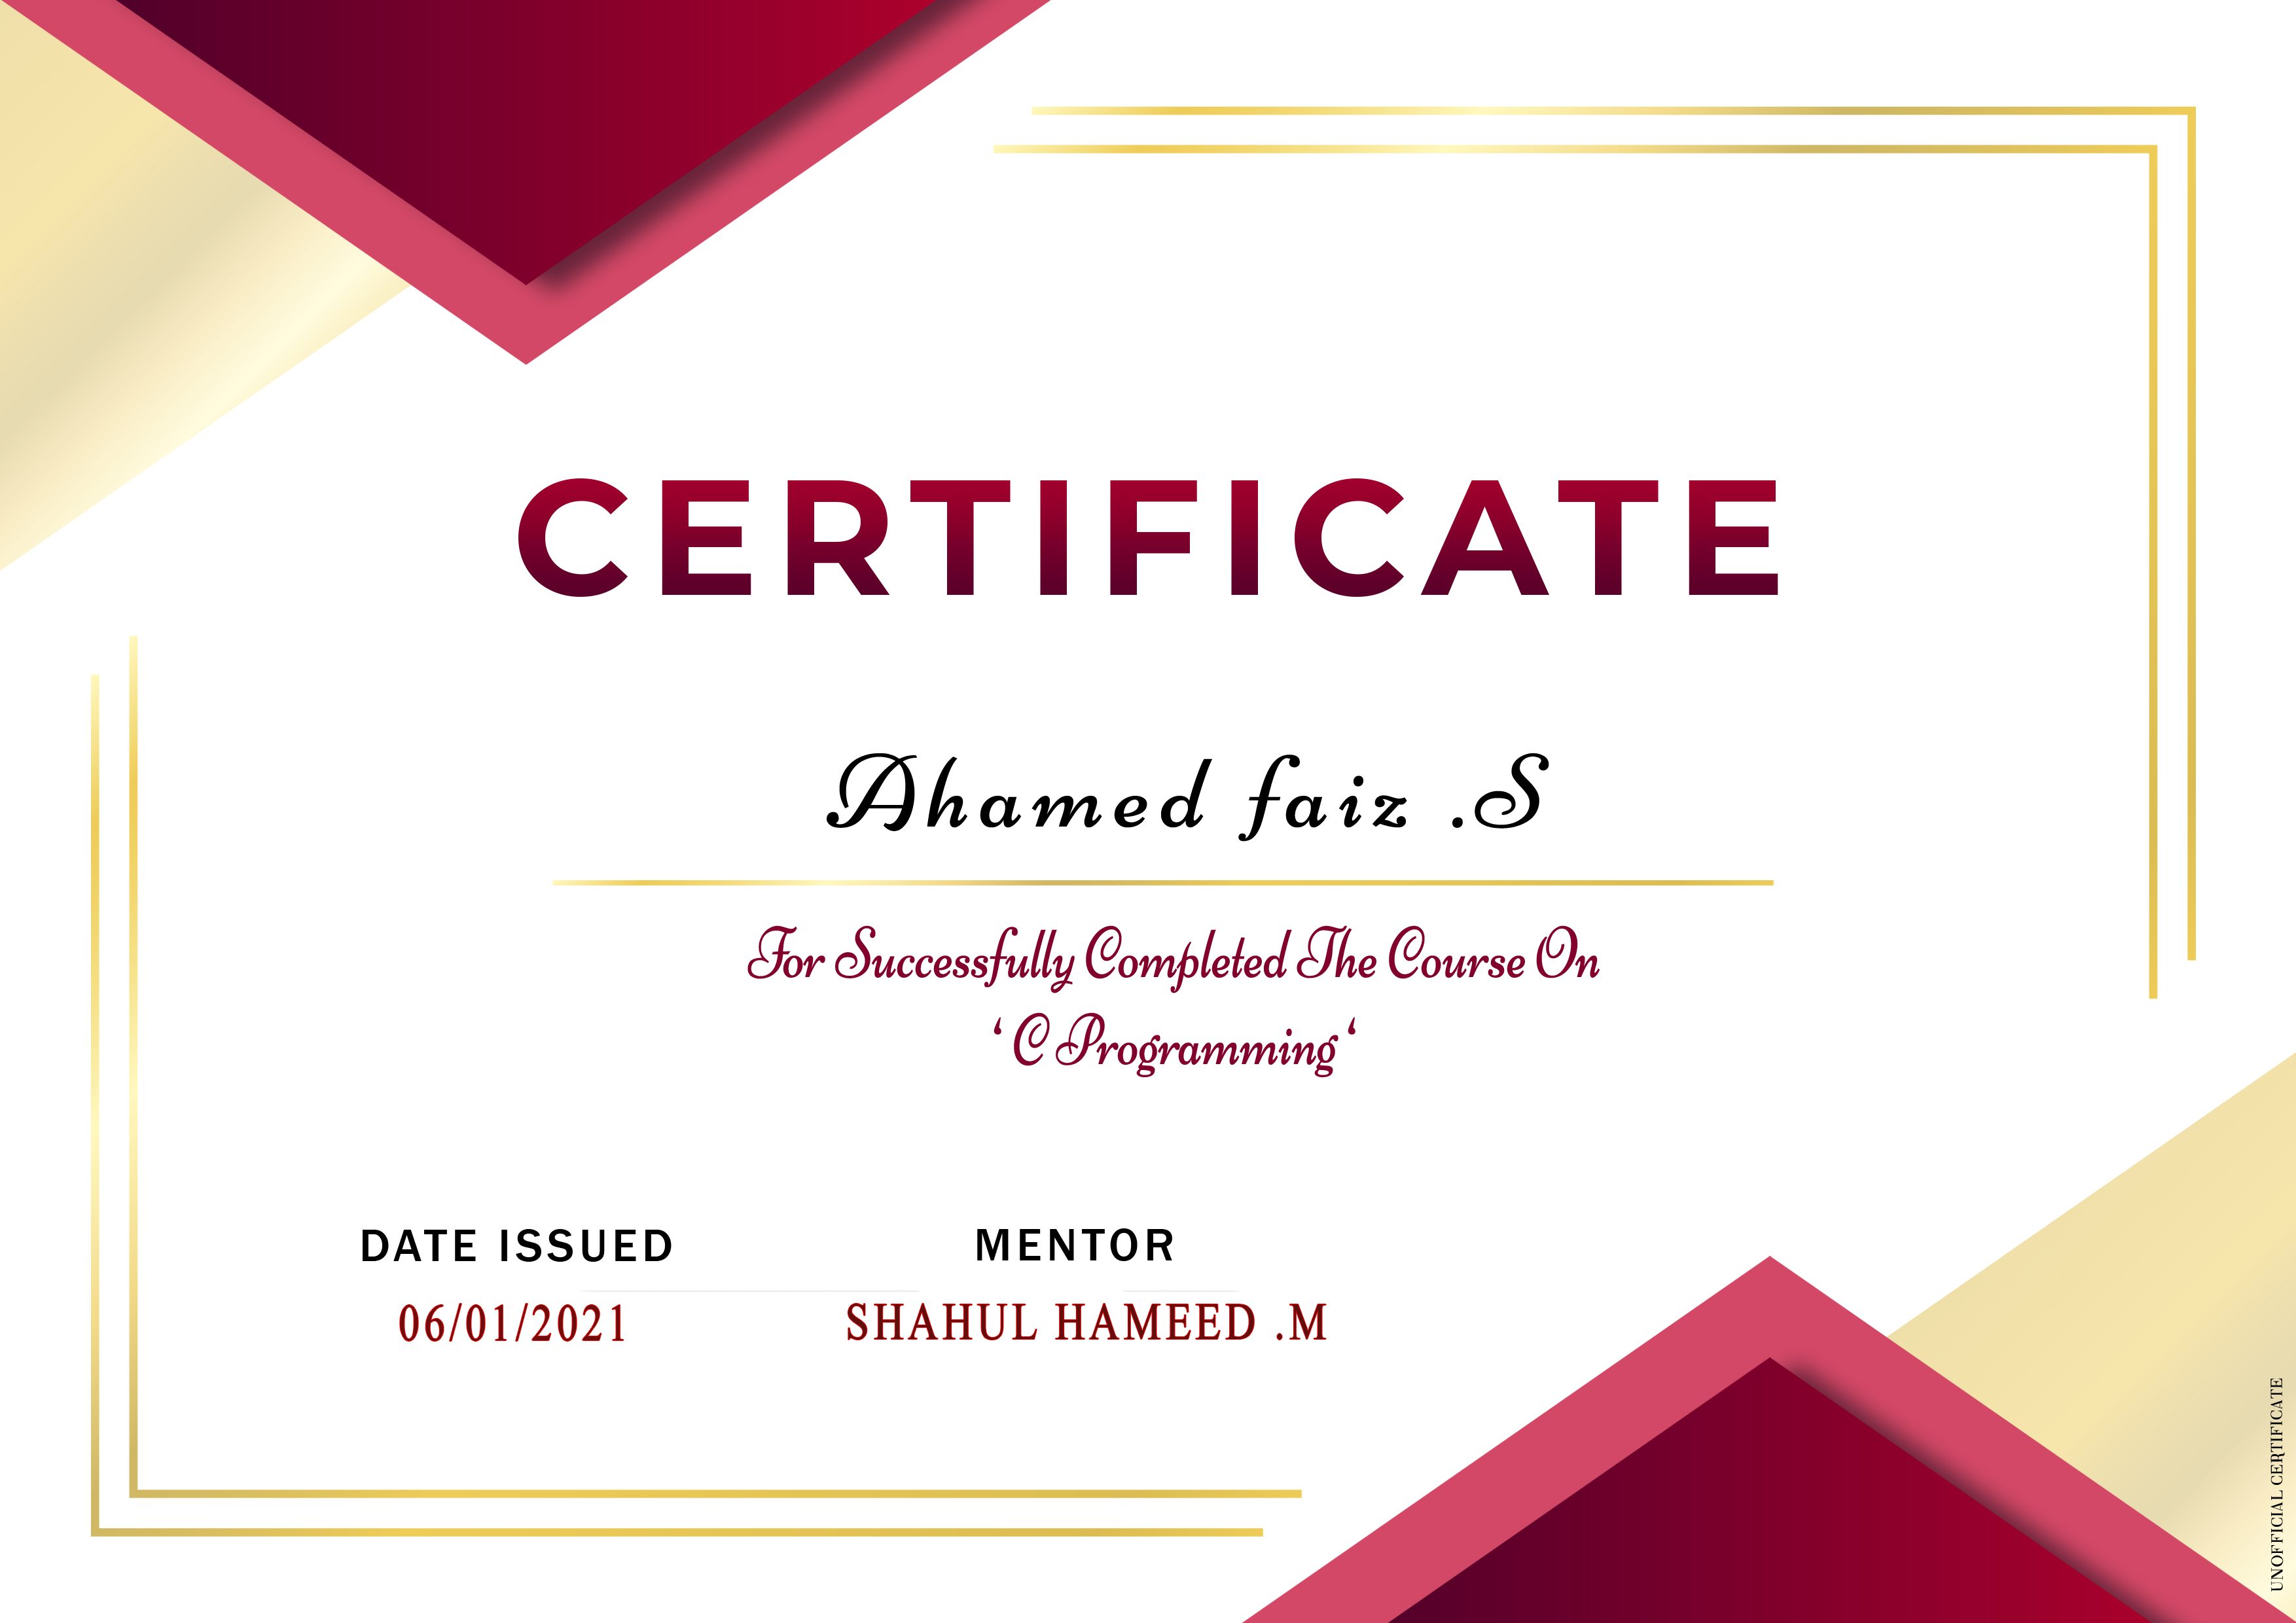 CERTIFICATE
Ahamed faiz .S
For Successfully Completed The Course On
‘ C Programming ‘
DATE ISSUED
06/01/2021
MENTOR
SHAHUL HAMEED .M
UNOFFICIAL CERTIFICATE